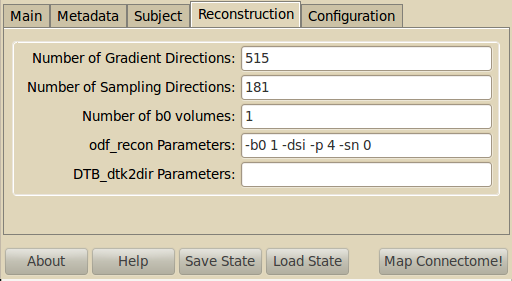 Main Metadata Subject Reconstruction Configuration
Number of Gradient Directions: 515
Number of Sampling Directions: 181
Number of b0 volumes: 1
odf_recon Parameters: -b0 1 -dsi -p 4 -sn 0
DTB_dtk2dir Parameters:
About Help Save State Load State Map Connectome!